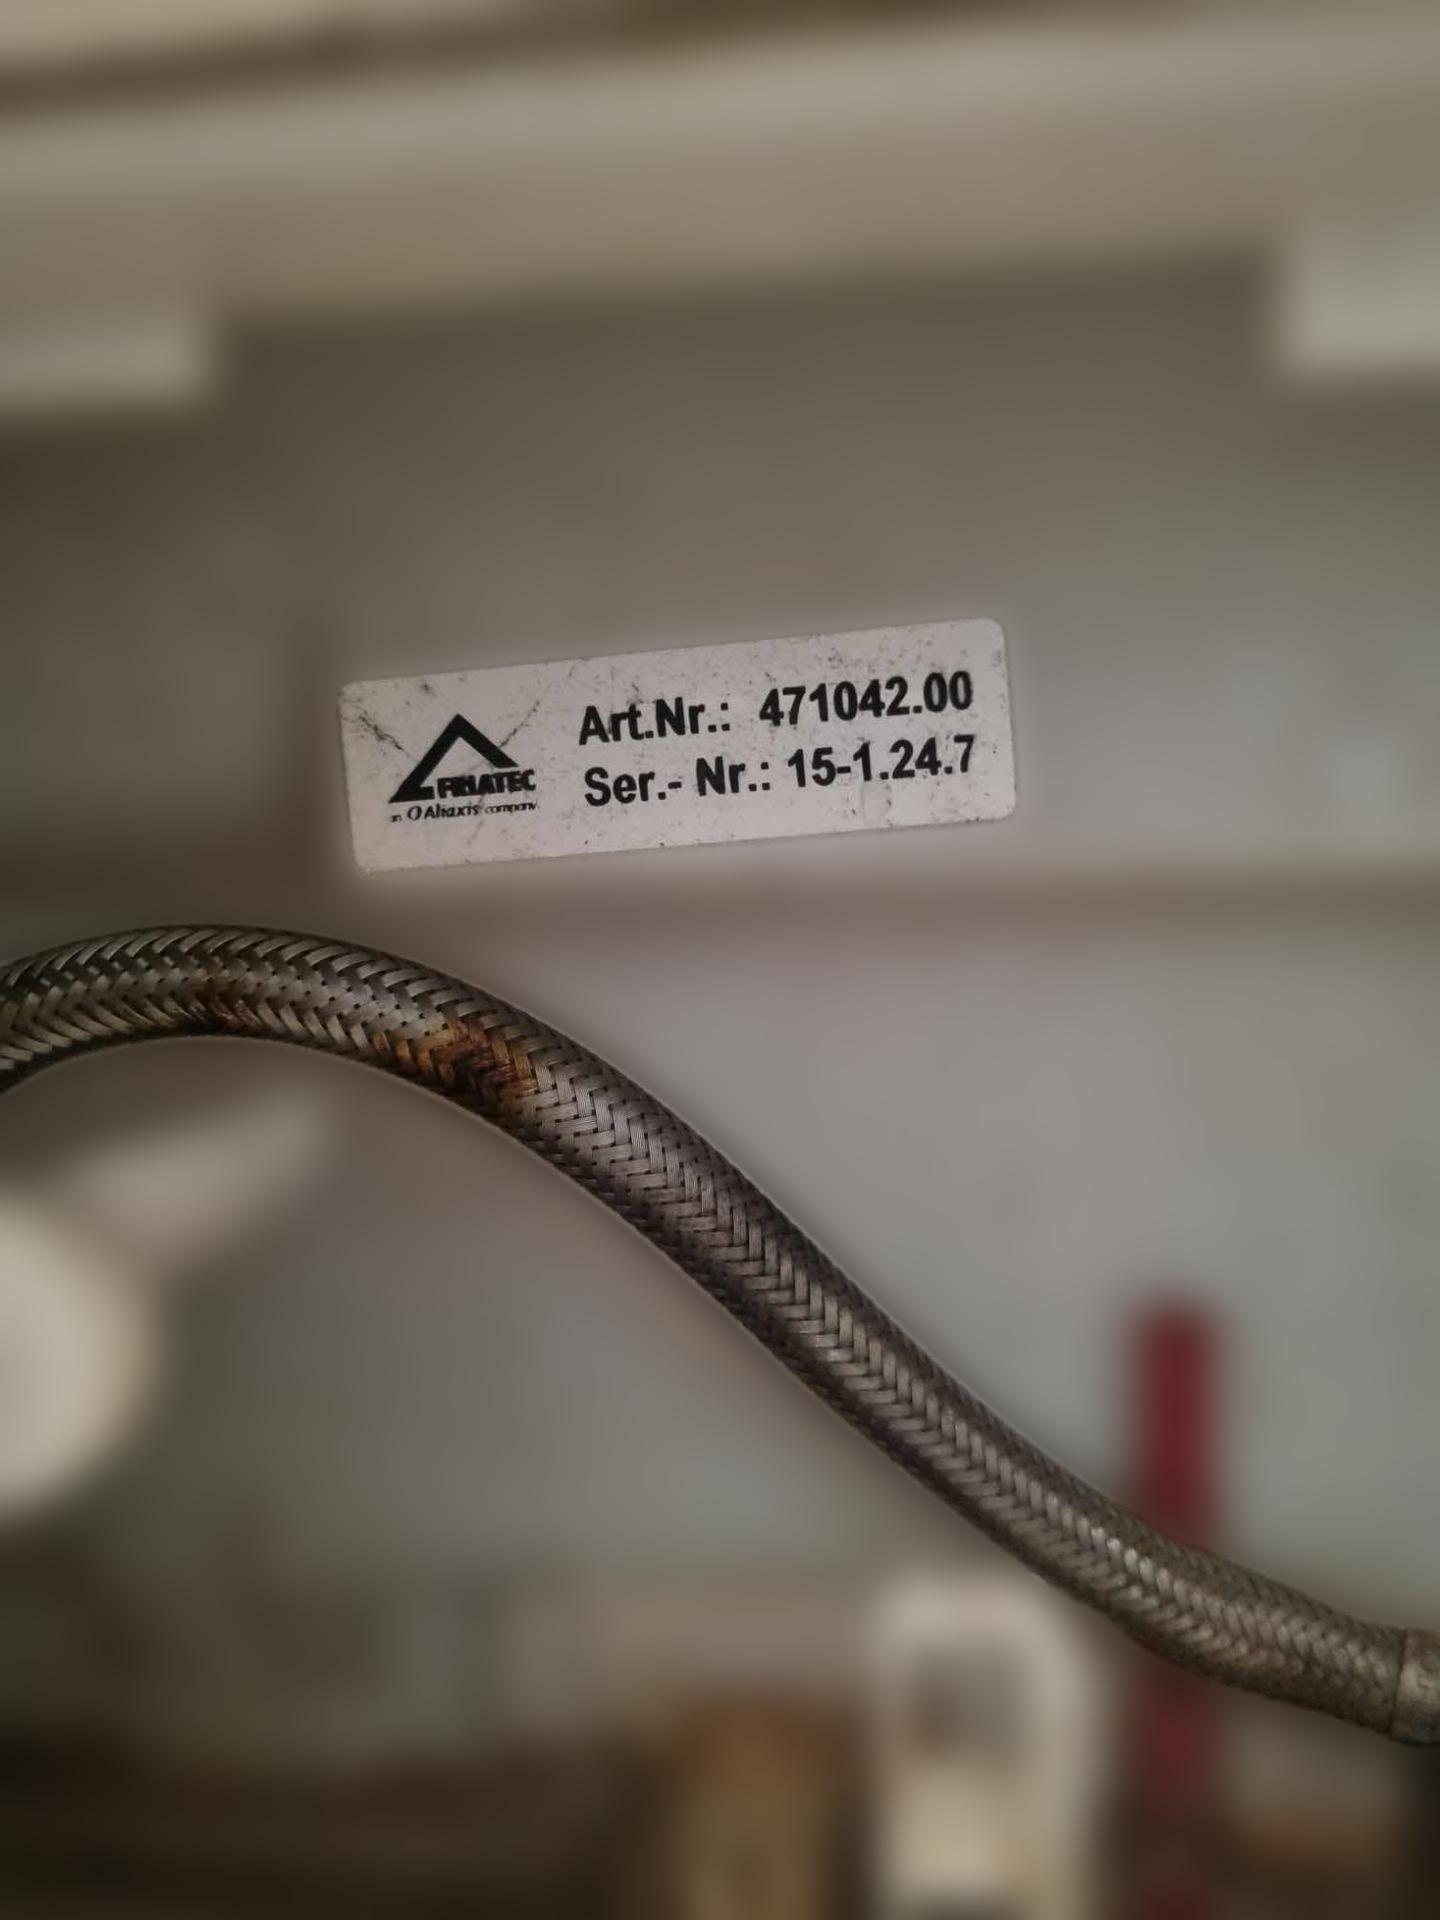 FRIATEC
an Aliaxis company
Art.Nr.: 471042.00
Ser.- Nr.: 15-1.24.7